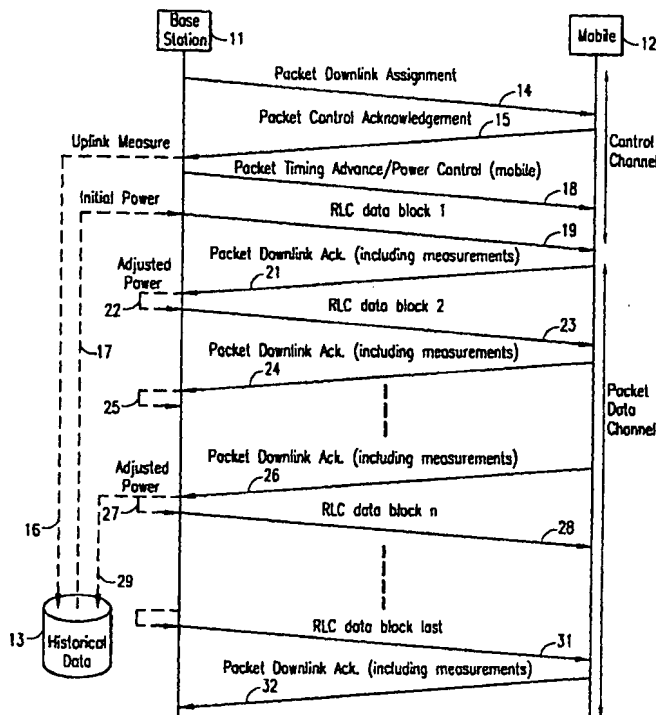 Base
Station
11
Mobile
12
Packet Downlink Assignment
14
Packet Control Acknowledgement
15
Uplink Measure
Control
Channel
Packet Timing Advance/Power Control (mobile)
18
Initial Power
RLC data block 1
19
Packet Downlink Ack. (including measurements)
21
Adjusted
Power
22
RLC data block 2
23
17
Packet Downlink Ack. (including measurements)
24
25
Packet
Data
Channel
Packet Downlink Ack. (including measurements)
26
Adjusted
Power
27
RLC data block n
28
16
29
13
Historical
Data
RLC data block last
31
Packet Downlink Ack. (including measurements)
32